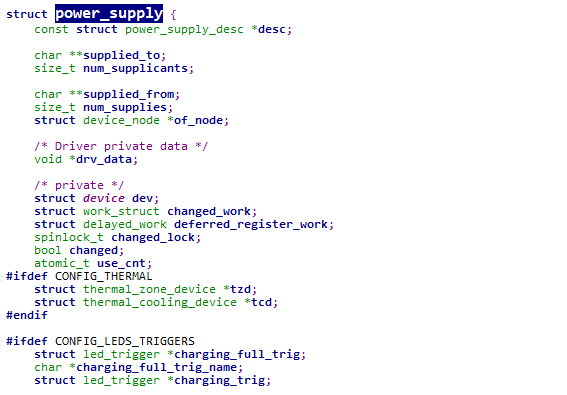 struct power_supply {
const struct power_supply_desc *desc;
char **supplied_to;
size_t num_supplicants;
char **supplied_from;
size_t num_supplies;
struct device_node *of_node;
/* Driver private data */
void *drv_data;
/* private */
struct device dev;
struct work_struct changed_work;
struct delayed_work deferred_register_work;
spinlock_t changed_lock;
bool changed;
atomic_t use_cnt;
#ifdef CONFIG_THERMAL
struct thermal_zone_device *tzd;
struct thermal_cooling_device *tcd;
#endif
#ifdef CONFIG_LEDS_TRIGGERS
struct led_trigger *charging_full_trig;
char *charging_full_trig_name;
struct led_trigger *charging_trig;